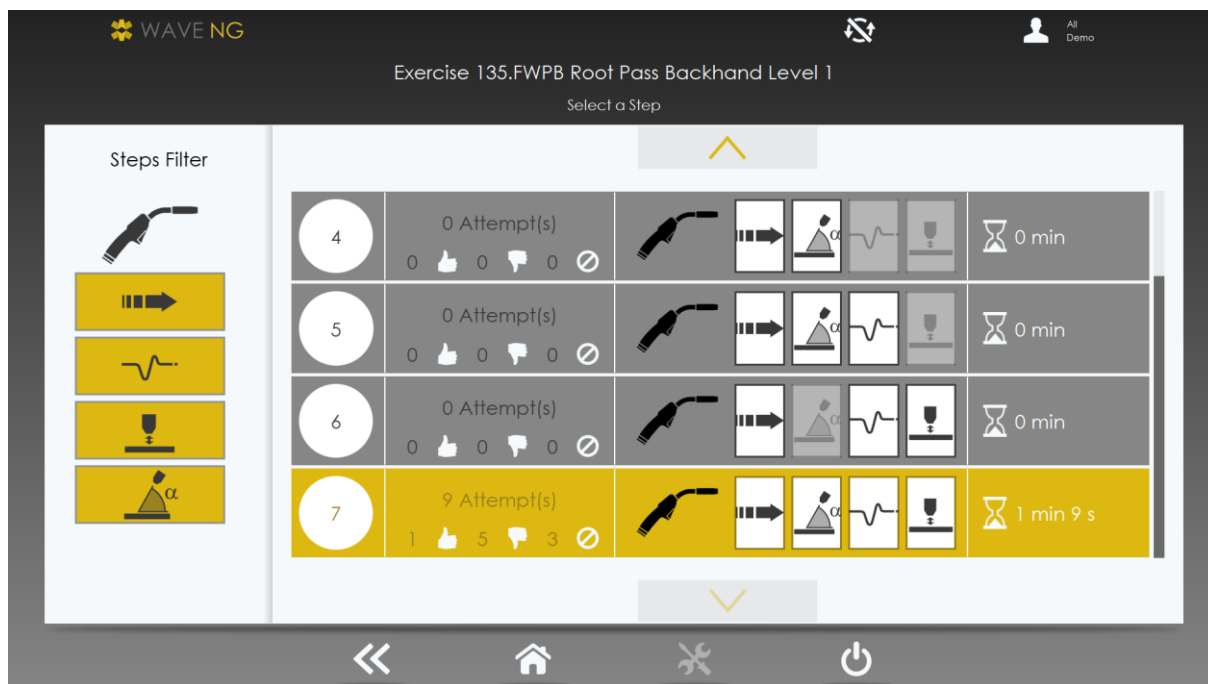 WAVE NG
All
Demo
Exercise 135.FWPB Root Pass Backhand Level 1
Select a Step
Steps Filter
α
4
0 Attempt(s)
0 0 0
α
0 min
5
0 Attempt(s)
0 0 0
α
0 min
6
0 Attempt(s)
0 0 0
α
0 min
7
9 Attempt(s)
1 5 3
α
1 min 9 s